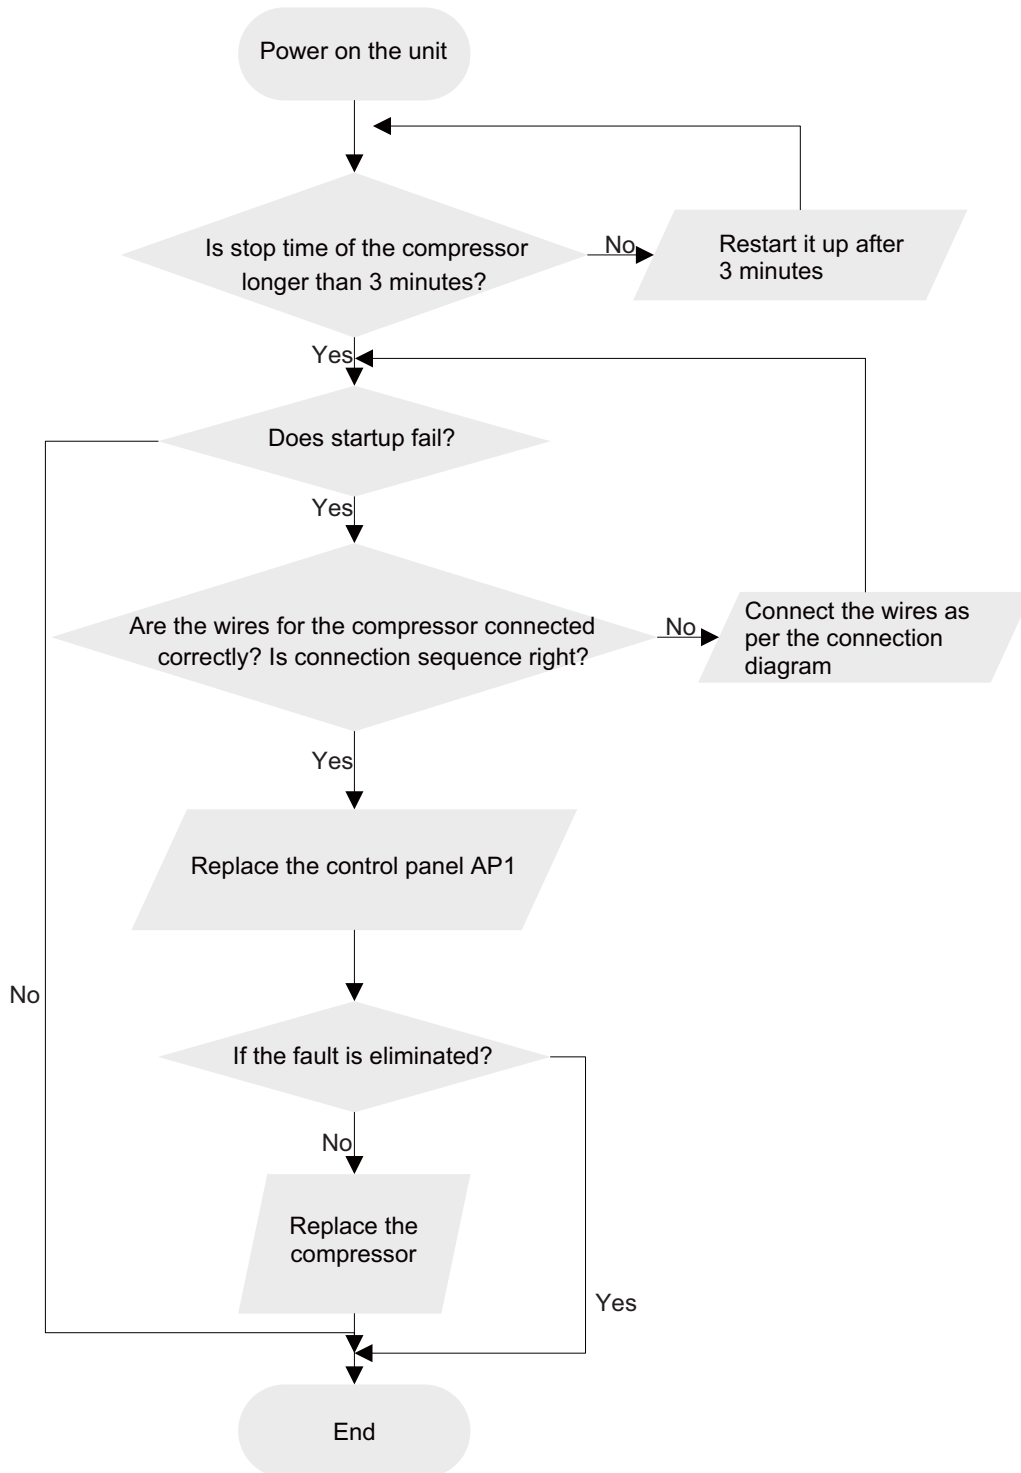 Power on the unit
Is stop time of the compressor
longer than 3 minutes?
No
Restart it up after
3 minutes
Yes
Does startup fail?
Yes
Are the wires for the compressor connected
correctly? Is connection sequence right?
No
Connect the wires as
per the connection
diagram
Yes
Replace the control panel AP1
No
If the fault is eliminated?
No
Replace the
compressor
Yes
End